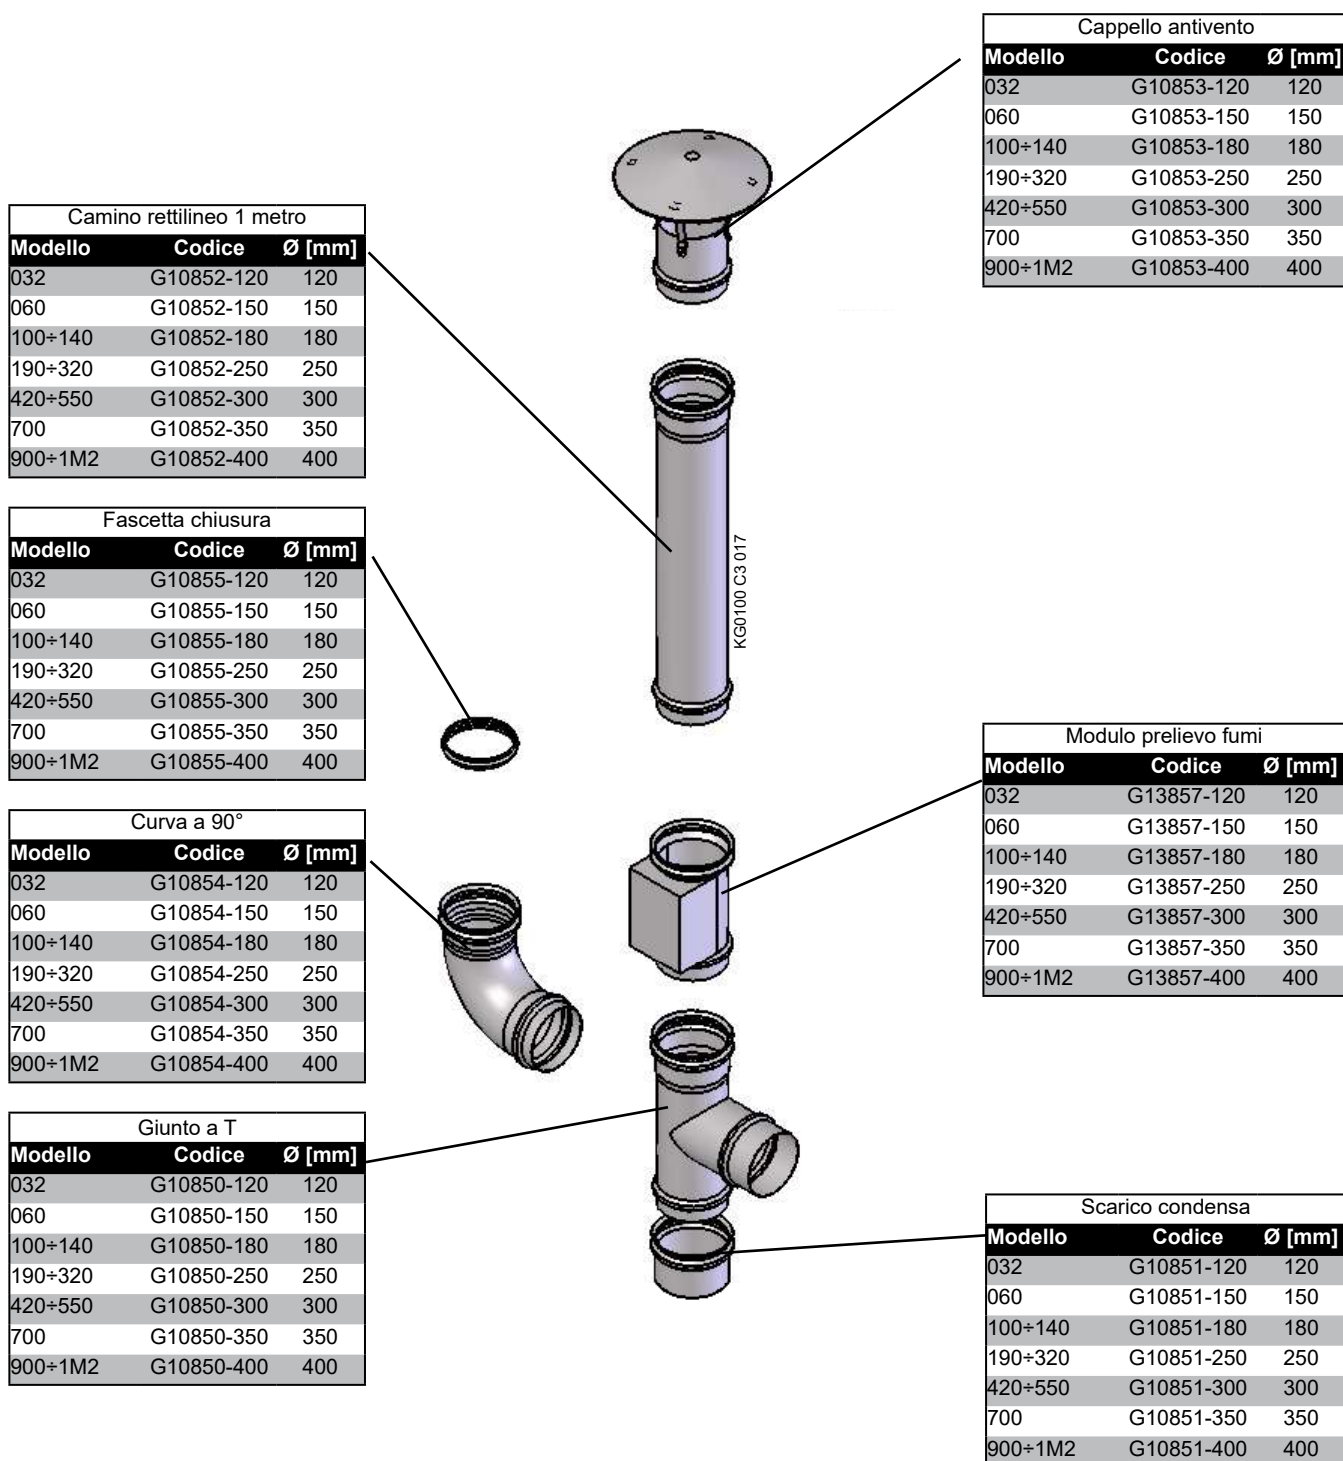 Cappello antivento
Modello Codice Ø [mm]
032 G10853-120 120
060 G10853-150 150
100÷140 G10853-180 180
190÷320 G10853-250 250
420÷550 G10853-300 300
700 G10853-350 350
900÷1M2 G10853-400 400
Camino rettilineo 1 metro
Modello Codice Ø [mm]
032 G10852-120 120
060 G10852-150 150
100÷140 G10852-180 180
190÷320 G10852-250 250
420÷550 G10852-300 300
700 G10852-350 350
900÷1M2 G10852-400 400
Fascetta chiusura
Modello Codice Ø [mm]
032 G10855-120 120
060 G10855-150 150
100÷140 G10855-180 180
190÷320 G10855-250 250
420÷550 G10855-300 300
700 G10855-350 350
900÷1M2 G10855-400 400
KG0100 C3 017
Modulo prelievo fumi
Modello Codice Ø [mm]
032 G13857-120 120
060 G13857-150 150
100÷140 G13857-180 180
190÷320 G13857-250 250
420÷550 G13857-300 300
700 G13857-350 350
900÷1M2 G13857-400 400
Curva a 90°
Modello Codice Ø [mm]
032 G10854-120 120
060 G10854-150 150
100÷140 G10854-180 180
190÷320 G10854-250 250
420÷550 G10854-300 300
700 G10854-350 350
900÷1M2 G10854-400 400
Giunto a T
Modello Codice Ø [mm]
032 G10850-120 120
060 G10850-150 150
100÷140 G10850-180 180
190÷320 G10850-250 250
420÷550 G10850-300 300
700 G10850-350 350
900÷1M2 G10850-400 400
Scarico condensa
Modello Codice Ø [mm]
032 G10851-120 120
060 G10851-150 150
100÷140 G10851-180 180
190÷320 G10851-250 250
420÷550 G10851-300 300
700 G10851-350 350
900÷1M2 G10851-400 400